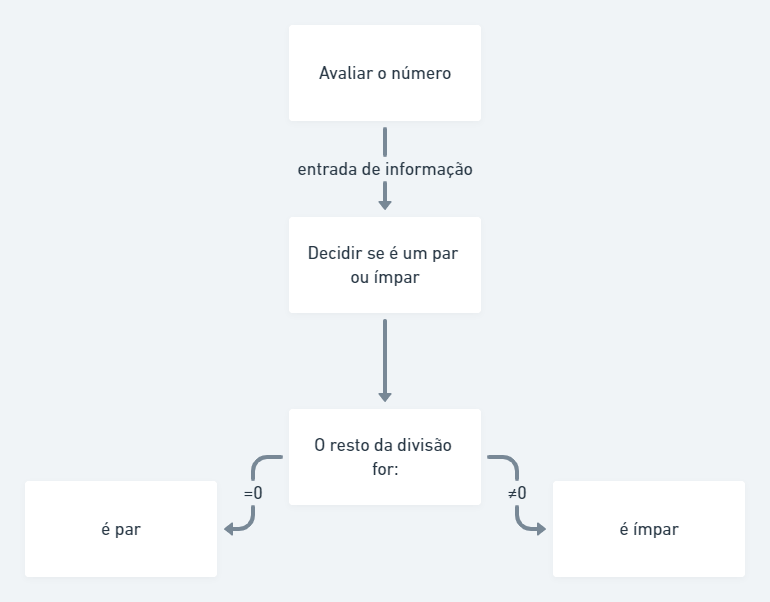 Avaliar o número
entrada de informação
Decidir se é um par
ou ímpar
O resto da divisão
for:
=0
≠0
é par
é ímpar